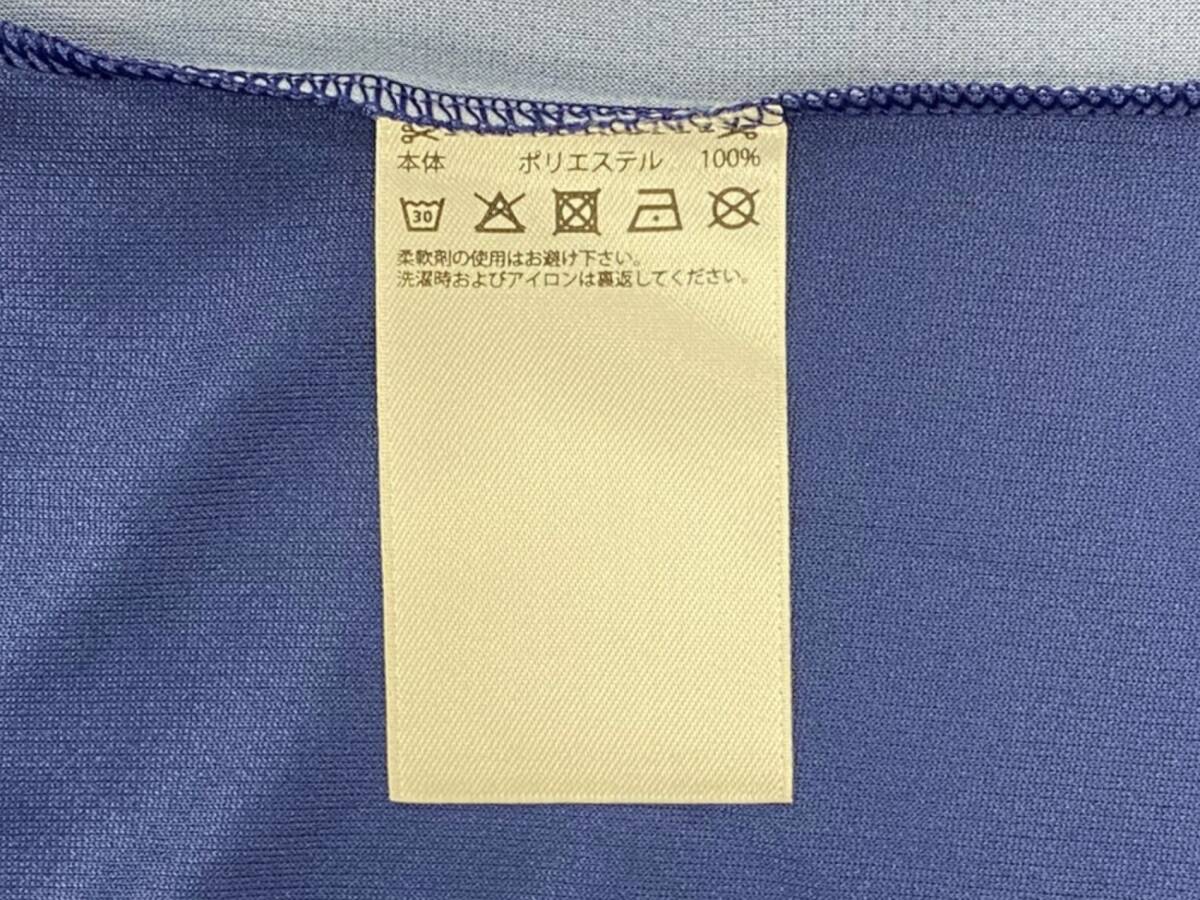 本体 ポリエステル 100%
30
柔軟剤の使用はお避け下さい。
洗濯時およびアイロンは裏返してください。